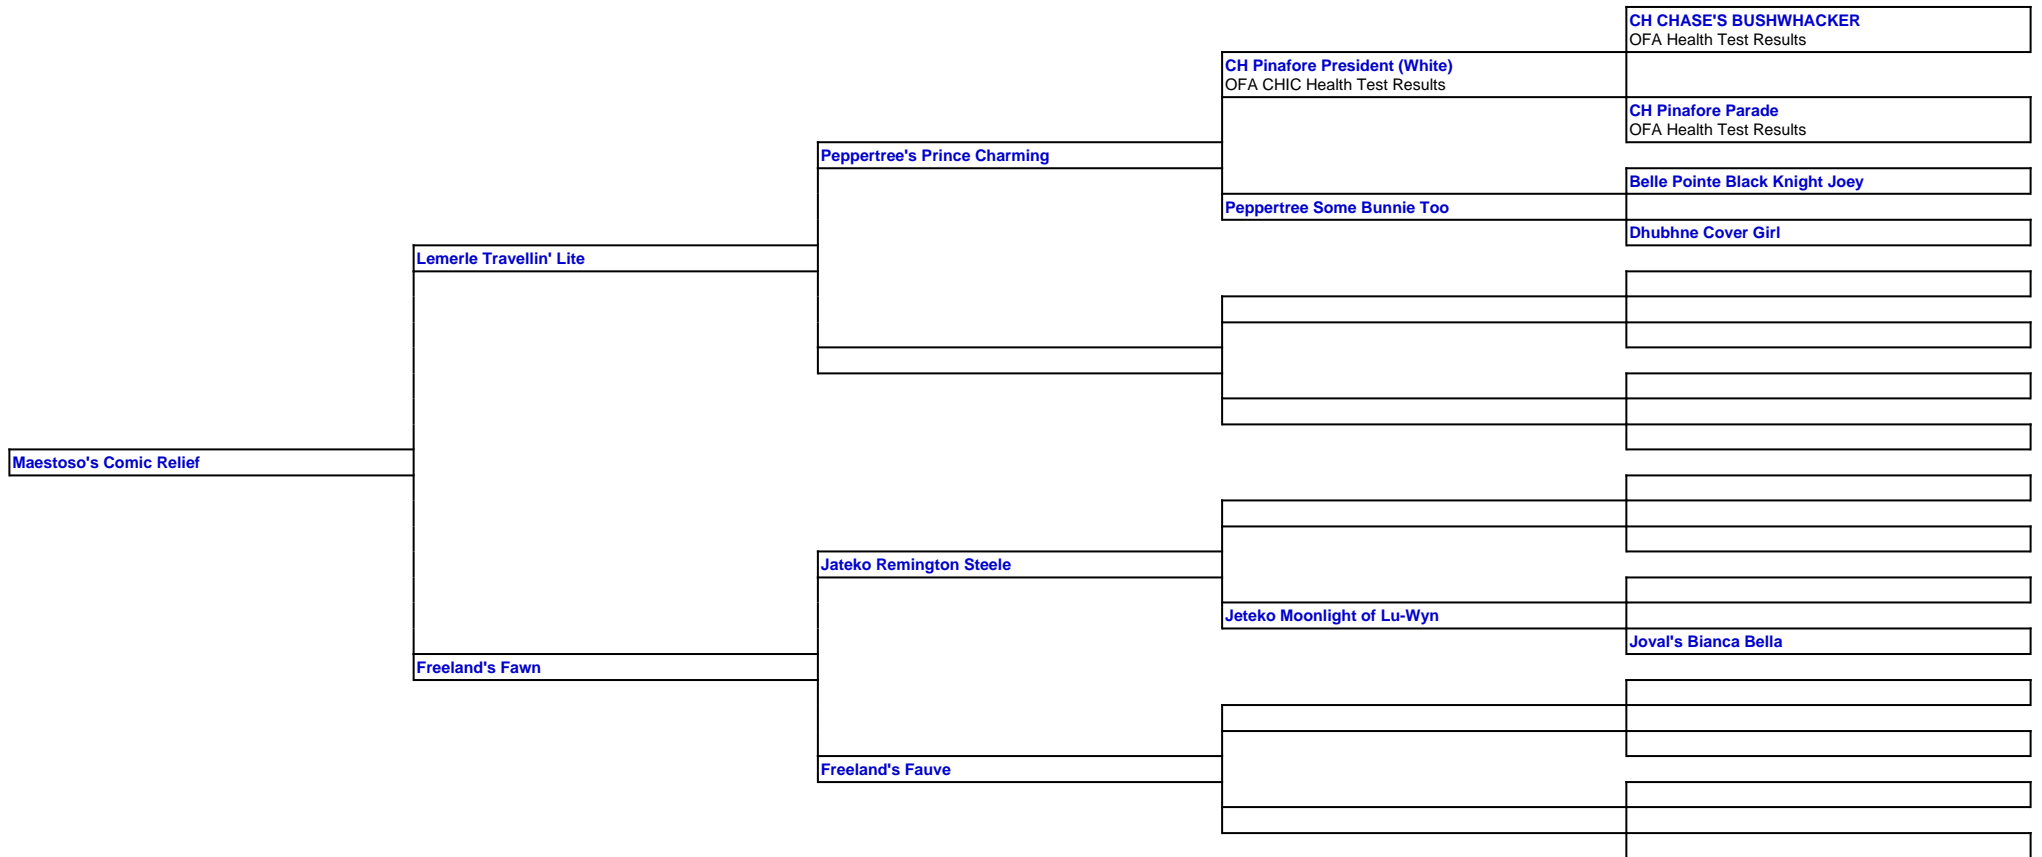 CH CHASE'S BUSHWHACKER
OFA Health Test Results
CH Pinafore President (White)
OFA CHIC Health Test Results
CH Pinafore Parade
OFA Health Test Results
Peppertree's Prince Charming
Belle Pointe Black Knight Joey
Peppertree Some Bunnie Too
Dhubhne Cover Girl
Lemerle Travellin' Lite
Maestoso's Comic Relief
Jateko Remington Steele
Jeteko Moonlight of Lu-Wyn
Joval's Bianca Bella
Freeland's Fawn
Freeland's Fauve